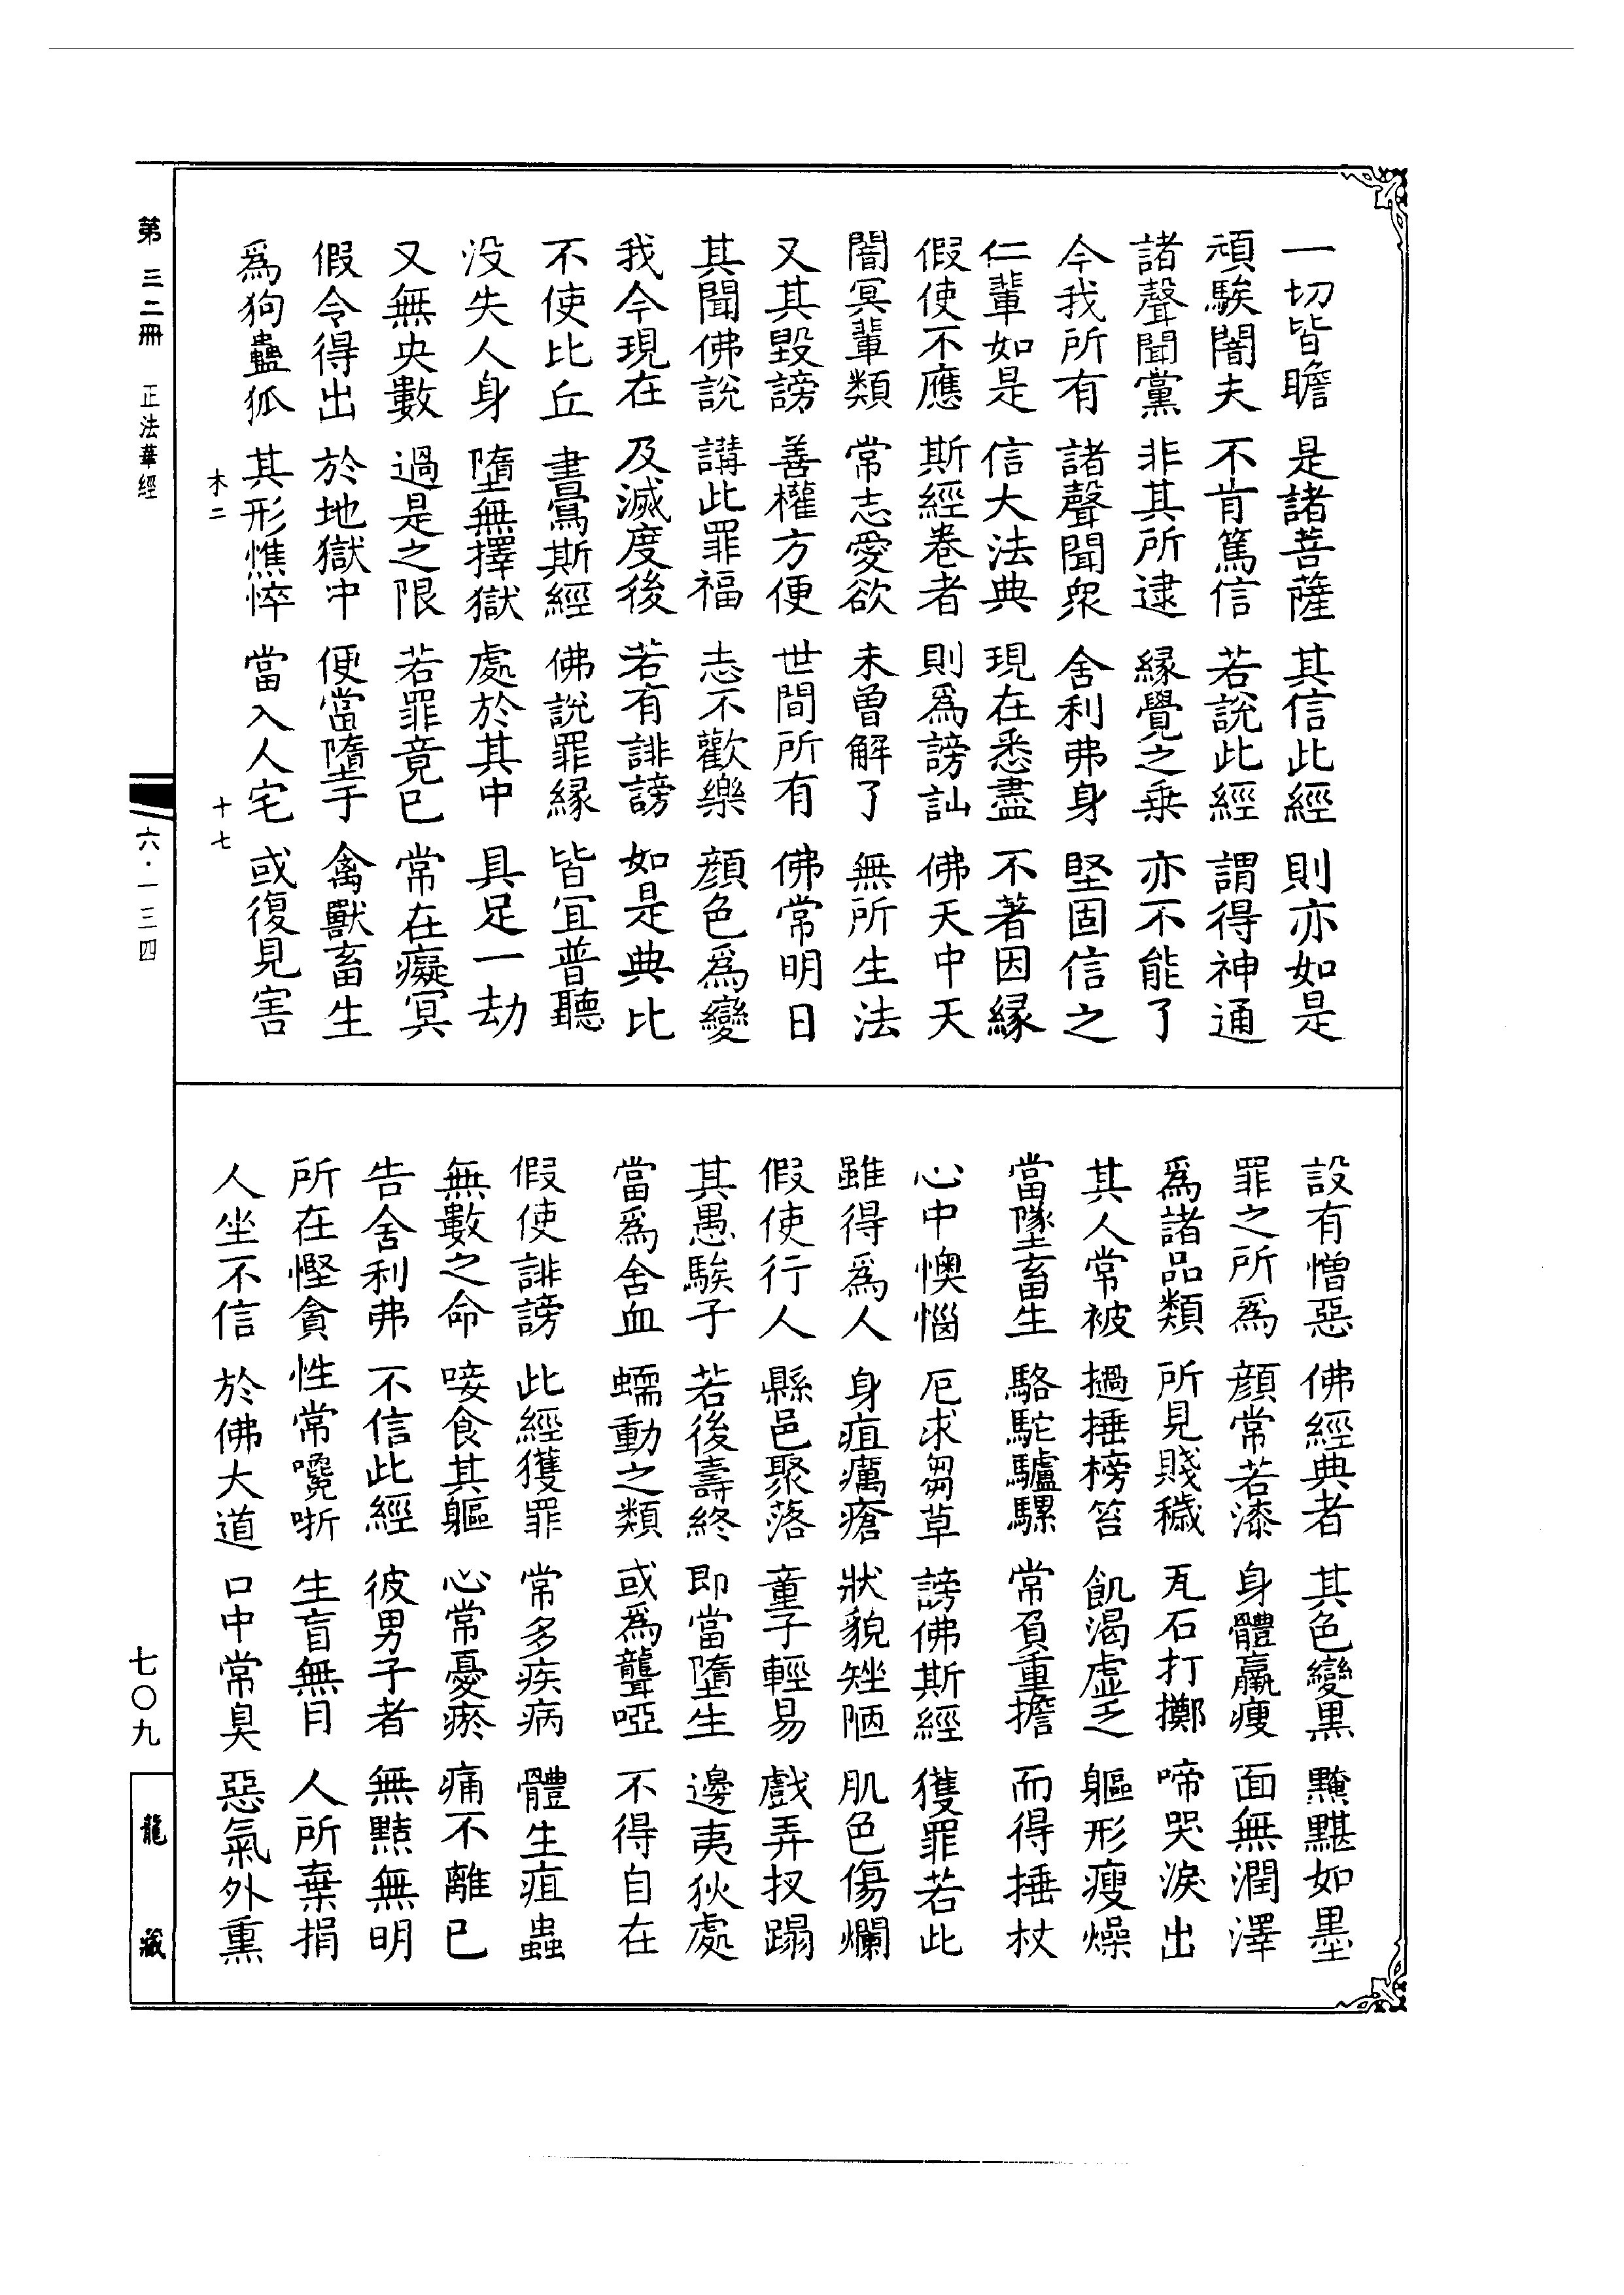 一切皆瞻 是諸菩薩 其信此經 則亦如是
頑騃闇夫 不肯篤信 若說此經 謂得神通
諸聲聞黨 非其所逮 緣覺之乘 亦不能了
今我所有 諸聲聞衆 舍利弗身 堅固信之
仁輩如是 信大法典 現在悉盡 不著因緣
假使不應 斯經卷者 則爲謗訕 佛天中天
闇冥輩類 常志愛欲 未曾解了 無所生法
又其毀謗 善權方便 世間所有 佛常明日
其聞佛說 講此罪福 志不歡樂 顏色爲變
我今現在 及滅度後 若有誹謗 如是典比
不使比丘 書寫斯經 佛說罪緣 皆宜普聽
没失人身 墮無擇獄 處於其中 具足一劫
又無央數 過是之限 若罪竟已 常在癡冥
假令得出 於地獄中 便當墮于 禽獸畜生
爲狗蠱狐 其形憔悴 當入人宅 或復見害
木二 十七
設有憎惡 佛經典者 其色變黑 黤黮如墨
罪之所爲 顏常若漆 身體羸瘦 面無潤澤
爲諸品類 所見賤穢 瓦石打擲 啼哭淚出
其人常被 撾捶榜笞 飢渴虛乏 軀形瘦燥
當墜畜生 駱駝驢騾 常負重擔 而得捶杖
心中懊惱 厄求芻草 謗佛斯經 獲罪若此
雖得爲人 身疽癘瘡 狀貌矬陋 肌色傷爛
假使行人 縣邑聚落 童子輕易 戲弄扠蹋
其愚騃子 若後壽終 即當墮生 邊夷狄處
當爲含血 蠕動之類 或爲聾啞 不得自在
假使誹謗 此經獲罪 常多疾病 體生疽蟲
無數之命 唼食其軀 心常憂瘀 痛不離已
告舍利弗 不信此經 彼男子者 無黠無明
所在慳貪 性常嚵哳 生盲無目 人所棄捐
人坐不信 於佛大道 口中常臭 惡氣外熏
第三二冊 正法華經 六·一三四 七〇九 龍藏